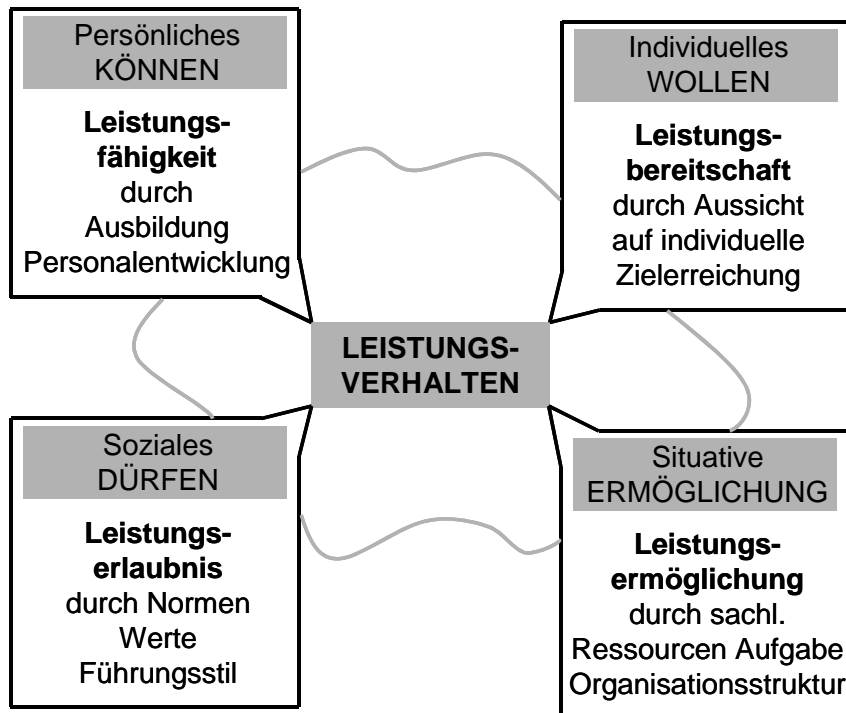 Persönliches
KÖNNEN
Leistungs-
fähigkeit
durch
Ausbildung
Personalentwicklung
Individuelles
WOLLEN
Leistungs-
bereitschaft
durch Aussicht
auf individuelle
Zielerreichung
LEISTUNGS-
VERHALTEN
Soziales
DÜRFEN
Leistungs-
erlaubnis
durch Normen
Werte
Führungsstil
Situative
ERMÖGLICHUNG
Leistungs-
ermöglichung
durch sachl.
Ressourcen Aufgabe
Organisationsstruktur